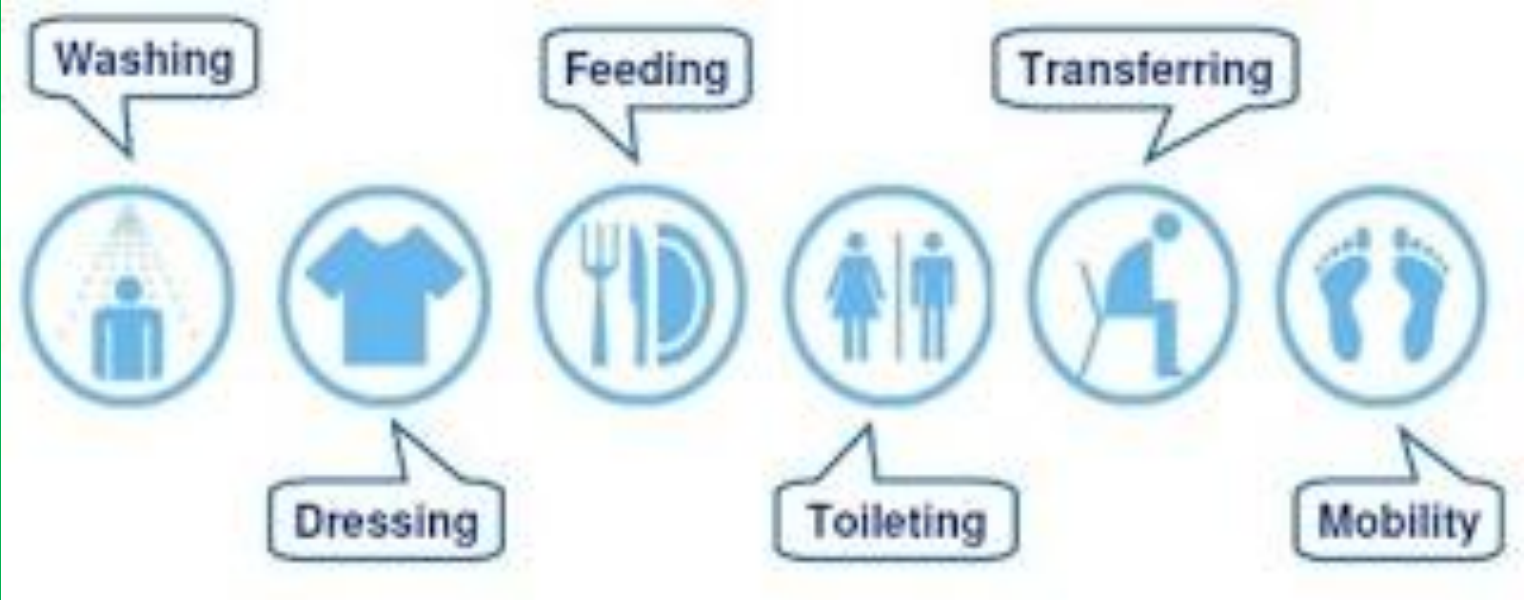 Washing
Dressing
Feeding
Toileting
Transferring
Mobility